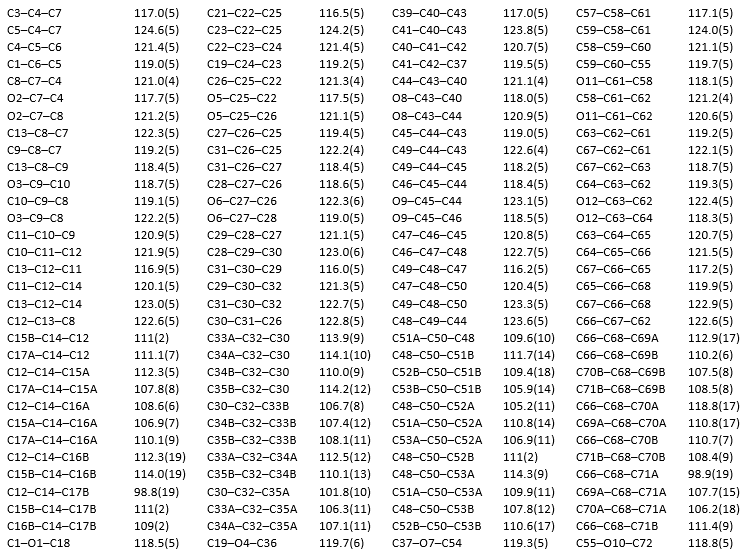 C3–C4–C7 117.0(5) C21–C22–C25 116.5(5) C39–C40–C43 117.0(5) C57–C58–C61 117.1(5)
C5–C4–C7 124.6(5) C23–C22–C25 124.2(5) C41–C40–C43 123.8(5) C59–C58–C61 124.0(5)
C4–C5–C6 121.4(5) C22–C23–C24 121.4(5) C40–C41–C42 120.7(5) C58–C59–C60 121.1(5)
C1–C6–C5 119.0(5) C19–C24–C23 119.2(5) C41–C42–C37 119.5(5) C59–C60–C55 119.7(5)
C8–C7–C4 121.0(4) C26–C25–C22 121.3(4) C44–C43–C40 121.1(4) O11–C61–C58 118.1(5)
O2–C7–C4 117.7(5) O5–C25–C22 117.5(5) O8–C43–C40 118.0(5) C58–C61–C62 121.2(4)
O2–C7–C8 121.2(5) O5–C25–C26 121.1(5) O8–C43–C44 120.9(5) O11–C61–C62 120.6(5)
C13–C8–C7 122.3(5) C27–C26–C25 119.4(5) C45–C44–C43 119.0(5) C63–C62–C61 119.2(5)
C9–C8–C7 119.2(5) C31–C26–C25 122.2(4) C49–C44–C43 122.6(4) C67–C62–C61 122.1(5)
C13–C8–C9 118.4(5) C31–C26–C27 118.4(5) C49–C44–C45 118.2(5) C67–C62–C63 118.7(5)
O3–C9–C10 118.7(5) C28–C27–C26 118.6(5) C46–C45–C44 118.4(5) C64–C63–C62 119.3(5)
C10–C9–C8 119.1(5) O6–C27–C26 122.3(6) O9–C45–C44 123.1(5) O12–C63–C62 122.4(5)
O3–C9–C8 122.2(5) O6–C27–C28 119.0(5) O9–C45–C46 118.5(5) O12–C63–C64 118.3(5)
C11–C10–C9 120.9(5) C29–C28–C27 121.1(5) C47–C46–C45 120.8(5) C63–C64–C65 120.7(5)
C10–C11–C12 121.9(5) C28–C29–C30 123.0(6) C46–C47–C48 122.7(5) C64–C65–C66 121.5(5)
C13–C12–C11 116.9(5) C31–C30–C29 116.0(5) C49–C48–C47 116.2(5) C67–C66–C65 117.2(5)
C11–C12–C14 120.1(5) C29–C30–C32 121.3(5) C47–C48–C50 120.4(5) C65–C66–C68 119.9(5)
C13–C12–C14 123.0(5) C31–C30–C32 122.7(5) C49–C48–C50 123.3(5) C67–C66–C68 122.9(5)
C12–C13–C8 122.6(5) C30–C31–C26 122.8(5) C48–C49–C44 123.6(5) C66–C67–C62 122.6(5)
C15B–C14–C12 111(2) C33A–C32–C30 113.9(9) C51A–C50–C48 109.6(10) C66–C68–C69A 112.9(17)
C17A–C14–C12 111.1(7) C34A–C32–C30 114.1(10) C48–C50–C51B 111.7(14) C66–C68–C69B 110.2(6)
C12–C14–C15A 112.3(5) C34B–C32–C30 110.0(9) C52B–C50–C51B 109.4(18) C70B–C68–C69B 107.5(8)
C17A–C14–C15A 107.8(8) C35B–C32–C30 114.2(12) C53B–C50–C51B 105.9(14) C71B–C68–C69B 108.5(8)
C12–C14–C16A 108.6(6) C30–C32–C33B 106.7(8) C48–C50–C52A 105.2(11) C66–C68–C70A 118.8(17)
C15A–C14–C16A 106.9(7) C34B–C32–C33B 107.4(12) C51A–C50–C52A 110.8(14) C69A–C68–C70A 110.8(17)
C17A–C14–C16A 110.1(9) C35B–C32–C33B 108.1(11) C53A–C50–C52A 106.9(11) C66–C68–C70B 110.7(7)
C12–C14–C16B 112.3(19) C33A–C32–C34A 112.5(12) C48–C50–C52B 111(2) C71B–C68–C70B 108.4(9)
C15B–C14–C16B 114.0(19) C35B–C32–C34B 110.1(13) C48–C50–C53A 114.3(9) C66–C68–C71A 98.9(19)
C12–C14–C17B 98.8(19) C30–C32–C35A 101.8(10) C51A–C50–C53A 109.9(11) C69A–C68–C71A 107.7(15)
C15B–C14–C17B 111(2) C33A–C32–C35A 106.3(11) C48–C50–C53B 107.8(12) C70A–C68–C71A 106.2(18)
C16B–C14–C17B 109(2) C34A–C32–C35A 107.1(11) C52B–C50–C53B 110.6(17) C66–C68–C71B 111.4(9)
C1–O1–C18 118.5(5) C19–O4–C36 119.7(6) C37–O7–C54 119.3(5) C55–O10–C72 118.8(5)